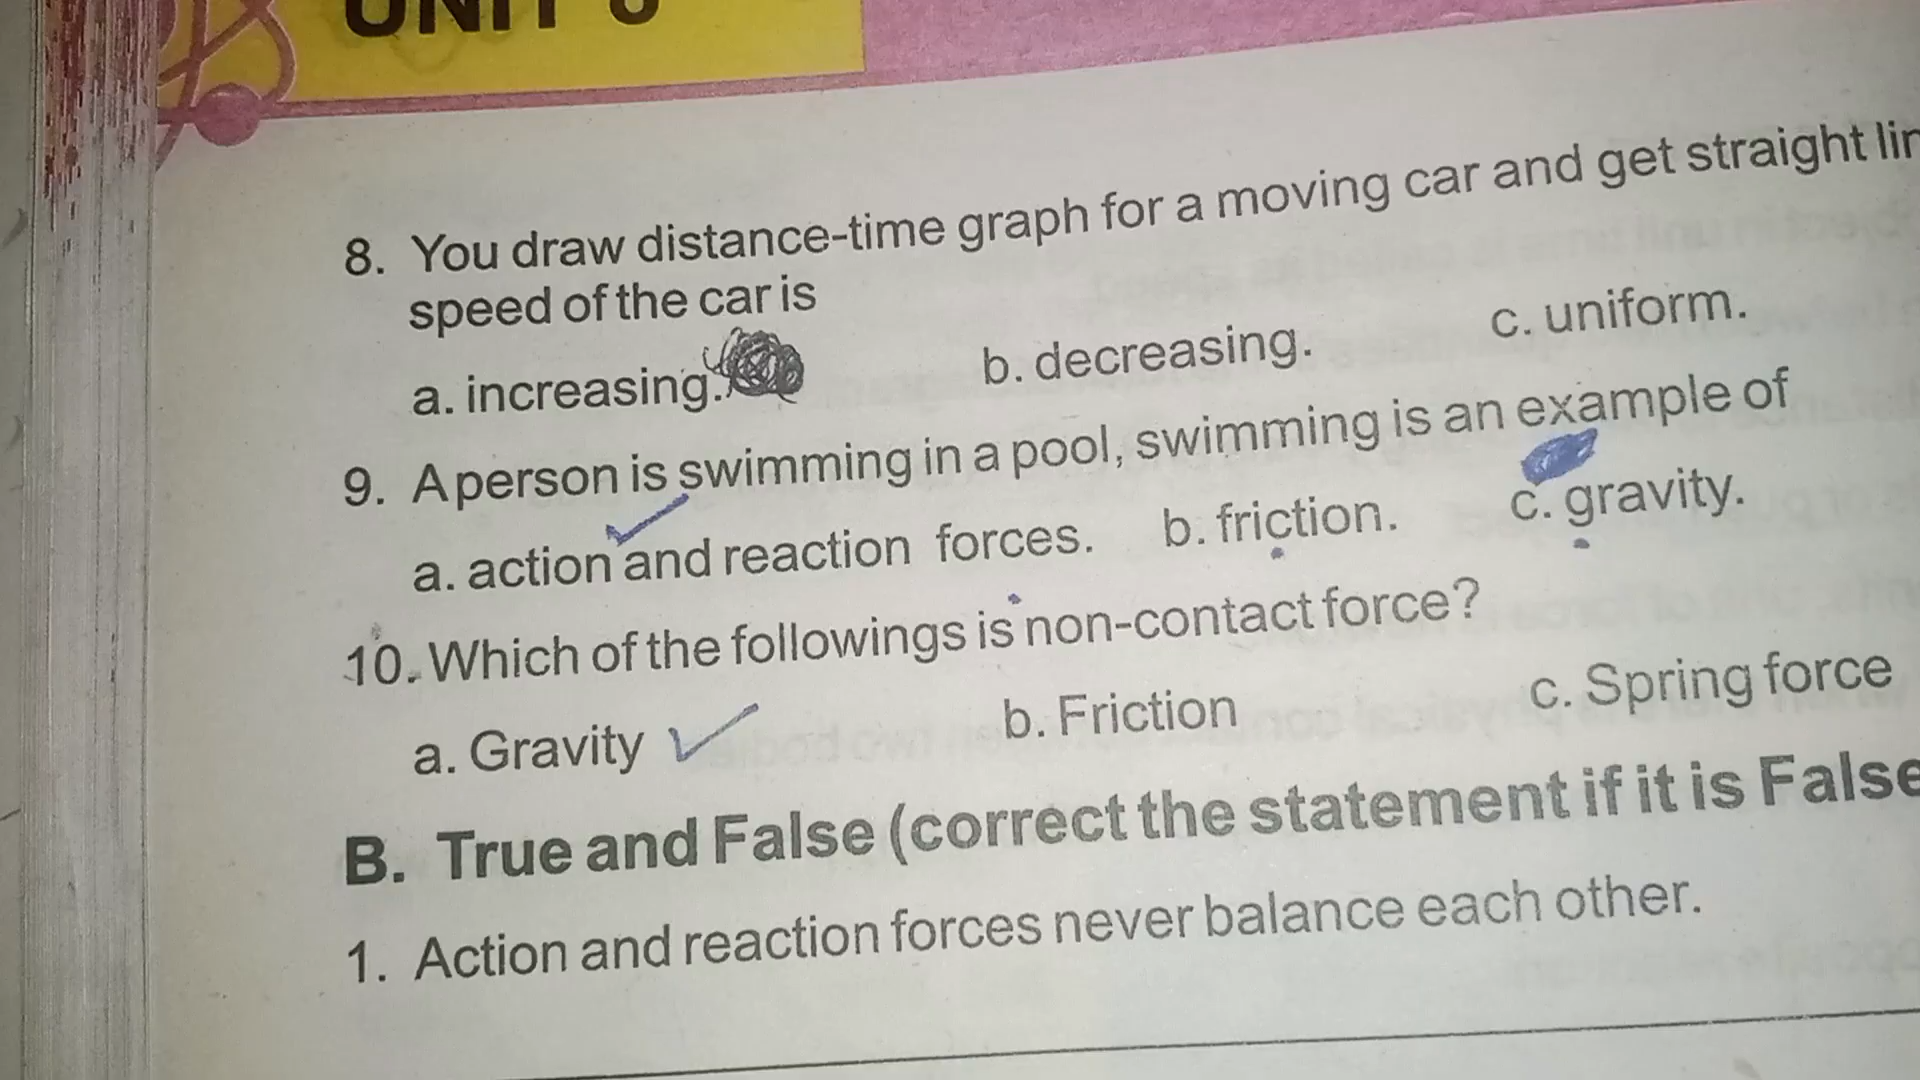 UNIT
8. You draw distance-time graph for a moving car and get straight
speed of the car is
a. increasing. b. decreasing. c. uniform.
9. A person is swimming in a pool, swimming is an example of
a. action and reaction forces. b. friction. c. gravity.
10. Which of the followings is non-contact force?
a. Gravity b. Friction c. Spring force
B. True and False (correct the statement if it is False
1. Action and reaction forces never balance each other.